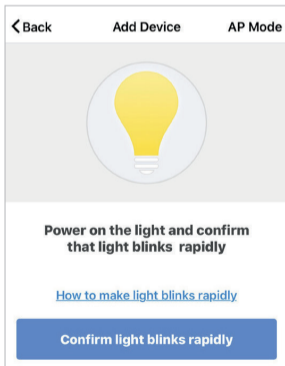 Back Add Device AP Mode
Power on the light and confirm
that light blinks rapidly
How to make light blinks rapidly
Confirm light blinks rapidly